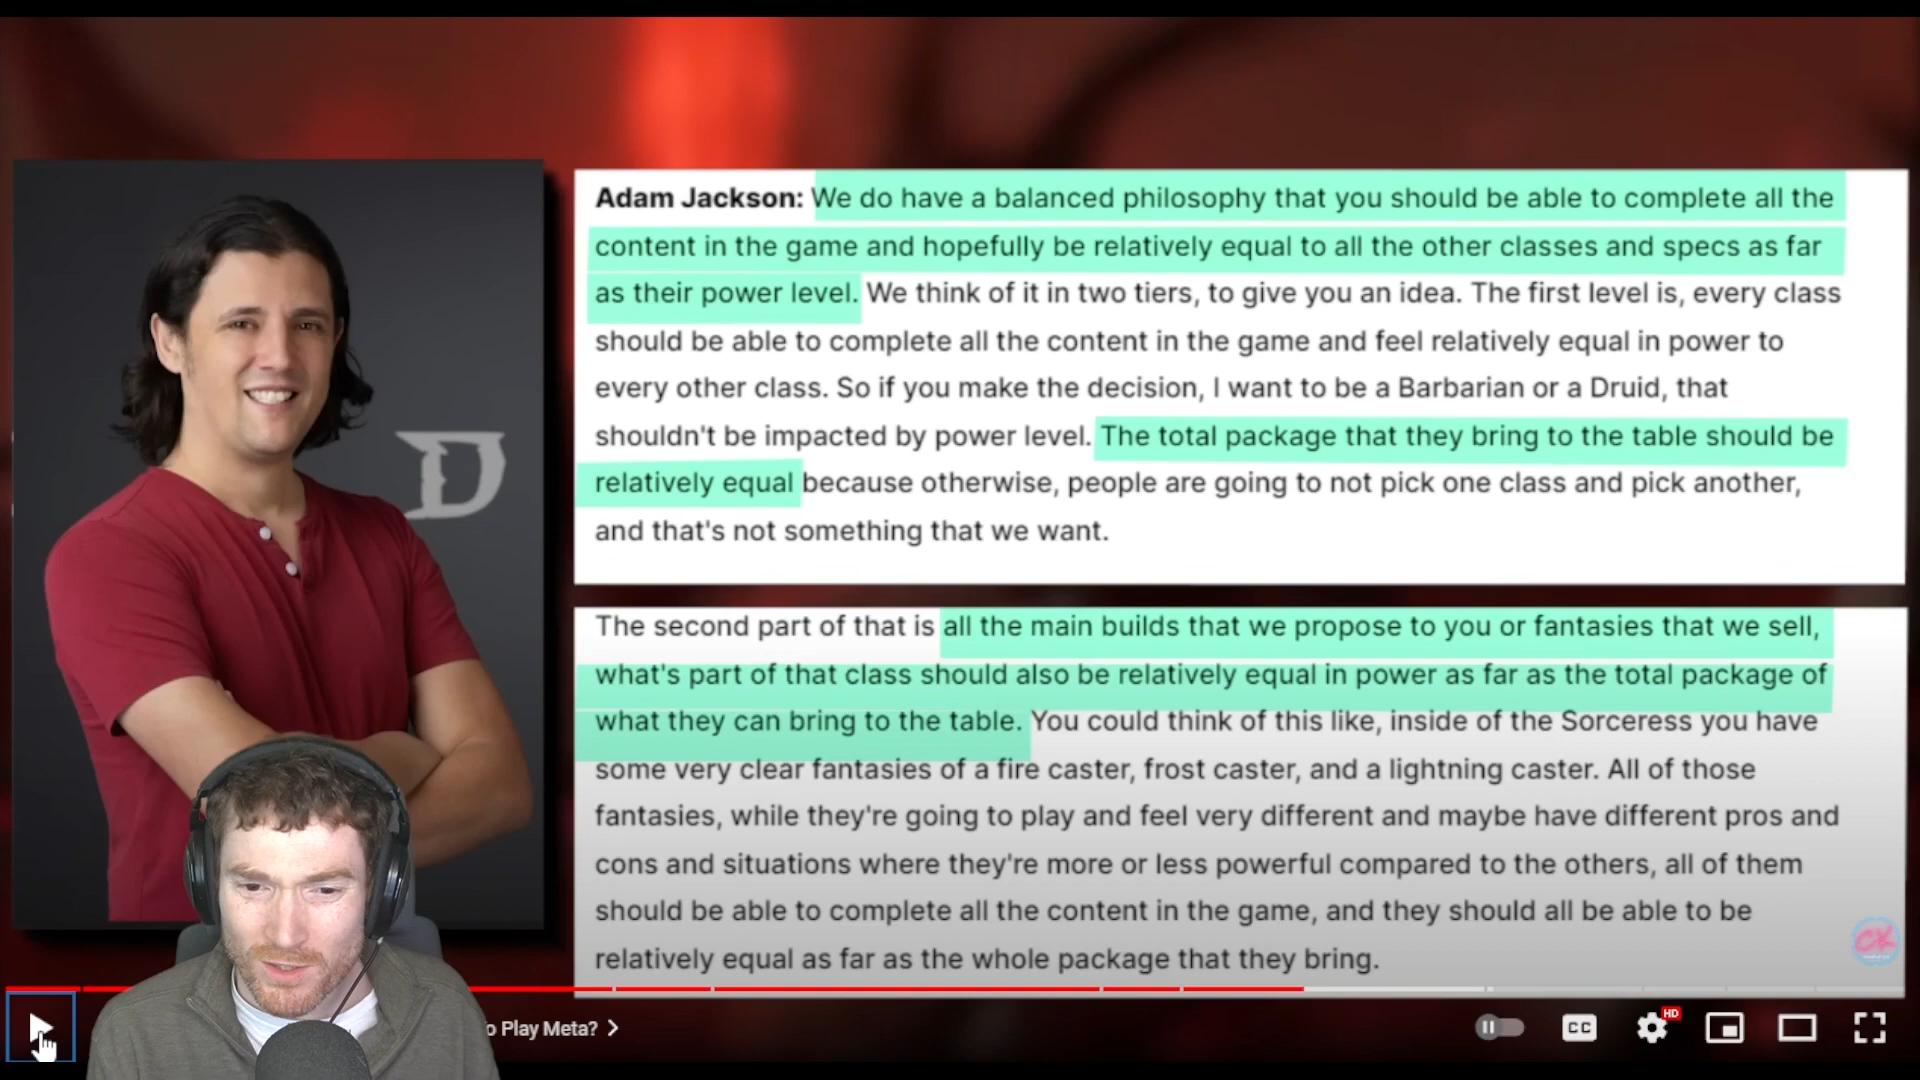 Adam Jackson: We do have a balanced philosophy that you should be able to complete all the
content in the game and hopefully be relatively equal to all the other classes and specs as far
as their power level. We think of it in two tiers, to give you an idea. The first level is, every class
should be able to complete all the content in the game and feel relatively equal in power to
every other class. So if you make the decision, I want to be a Barbarian or a Druid, that
shouldn't be impacted by power level. The total package that they bring to the table should be
relatively equal because otherwise, people are going to not pick one class and pick another,
and that's not something that we want.
D
The second part of that is all the main builds that we propose to you or fantasies that we sell,
what's part of that class should also be relatively equal in power as far as the total package of
what they can bring to the table. You could think of this like, inside of the Sorceress you have
some very clear fantasies of a fire caster, frost caster, and a lightning caster. All of those
fantasies, while they're going to play and feel very different and maybe have different pros and
cons and situations where they're more or less powerful compared to the others, all of them
should be able to complete all the content in the game, and they should all be able to be
relatively equal as far as the whole package that they bring.
o Play Meta?
CC
HD